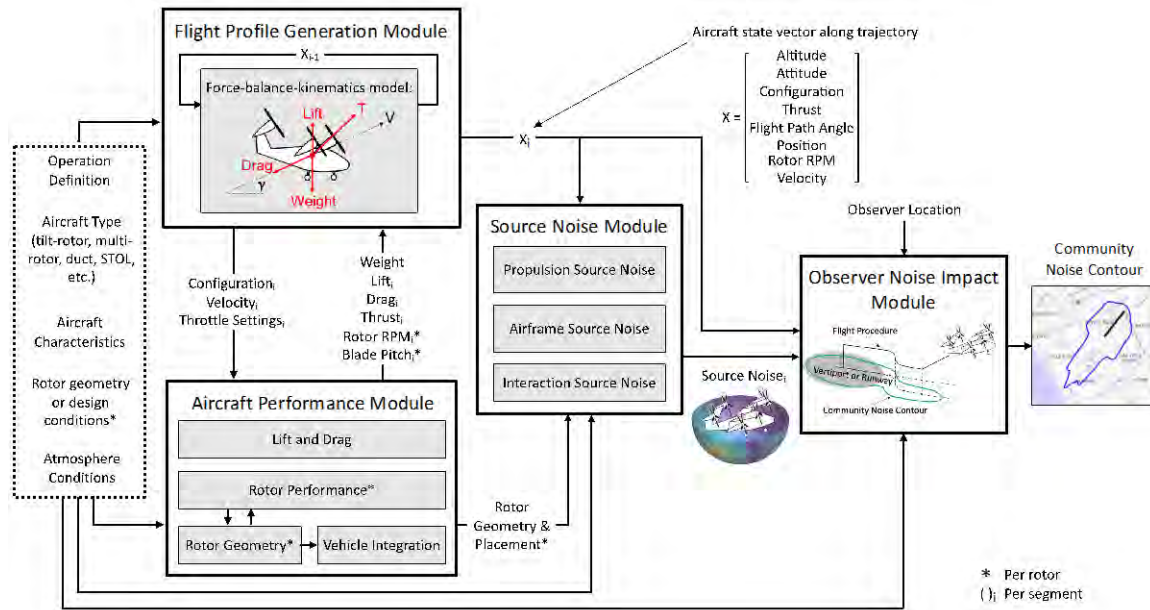 Flight Profile Generation Module
X_{i-1}
Force-balance-kinematics model:
Lift
T
V
Drag
γ
Weight
Aircraft state vector along trajectory
X_i
X =
Altitude
Attitude
Configuration
Thrust
Flight Path Angle
Position
Rotor RPM
Velocity
Operation
Definition
Aircraft Type
(tilt-rotor, multi-
rotor, duct, STOL,
etc.)
Aircraft
Characteristics
Rotor geometry
or design
conditions*
Atmosphere
Conditions
Configuration_i
Velocity_i
Throttle Settings_i
Weight
Lift_i
Drag_i
Thrust_i
Rotor RPM_i*
Blade Pitch_i*
Aircraft Performance Module
Lift and Drag
Rotor Performance*
Rotor Geometry*
Vehicle Integration
Rotor
Geometry &
Placement*
Source Noise Module
Propulsion Source Noise
Airframe Source Noise
Interaction Source Noise
Source Noise_i
Observer Location
Observer Noise Impact
Module
Flight Procedure
Vertiport or Runway
Community Noise Contour
Community
Noise Contour
* Per rotor
( )_i Per segment